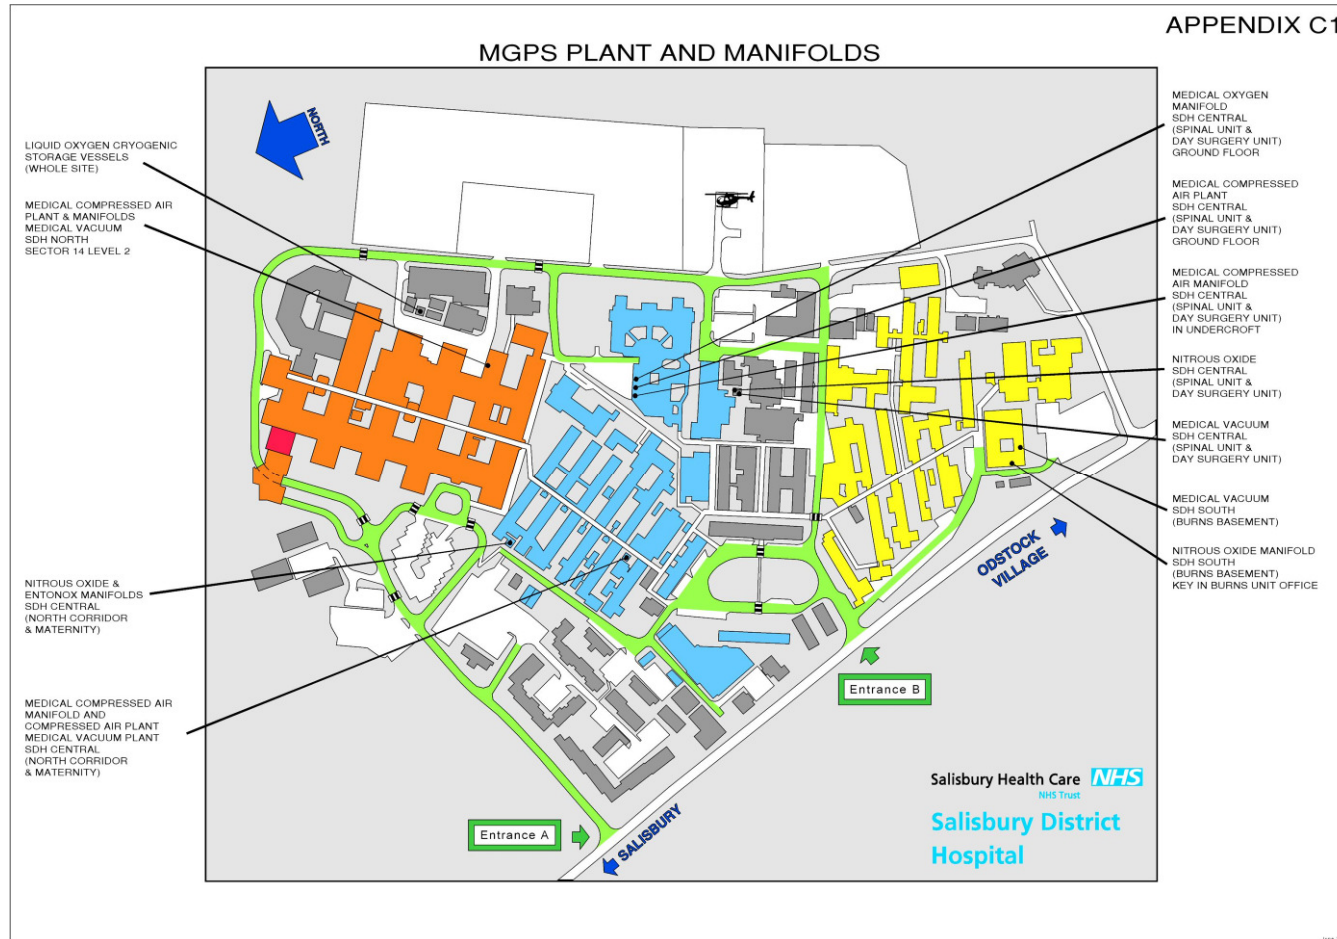 APPENDIX C1
MGPS PLANT AND MANIFOLDS
NORTH
LIQUID OXYGEN CRYOGENIC
STORAGE VESSELS
(WHOLE SITE)
MEDICAL COMPRESSED AIR
PLANT & MANIFOLDS
MEDICAL VACUUM
SDH NORTH
SECTOR 14 LEVEL 2
NITROUS OXIDE &
ENTONOX MANIFOLDS
SDH CENTRAL
(NORTH CORRIDOR
& MATERNITY)
MEDICAL COMPRESSED AIR
MANIFOLD AND
COMPRESSED AIR PLANT
MEDICAL VACUUM PLANT
SDH CENTRAL
(NORTH CORRIDOR
& MATERNITY)
MEDICAL OXYGEN
MANIFOLD
SDH CENTRAL
(SPINAL UNIT &
DAY SURGERY UNIT)
GROUND FLOOR
MEDICAL COMPRESSED
AIR PLANT
SDH CENTRAL
(SPINAL UNIT &
DAY SURGERY UNIT)
GROUND FLOOR
MEDICAL COMPRESSED
AIR MANIFOLD
SDH CENTRAL
(SPINAL UNIT &
DAY SURGERY UNIT)
IN UNDERCROFT
NITROUS OXIDE
SDH CENTRAL
(SPINAL UNIT &
DAY SURGERY UNIT)
MEDICAL VACUUM
SDH CENTRAL
(SPINAL UNIT &
DAY SURGERY UNIT)
MEDICAL VACUUM
SDH SOUTH
(BURNS BASEMENT)
NITROUS OXIDE MANIFOLD
SDH SOUTH
(BURNS BASEMENT)
KEY IN BURNS UNIT OFFICE
ODSTOCK
VILLAGE
Entrance B
Entrance A
SALISBURY
Salisbury Health Care NHS
NHS Trust
Salisbury District
Hospital